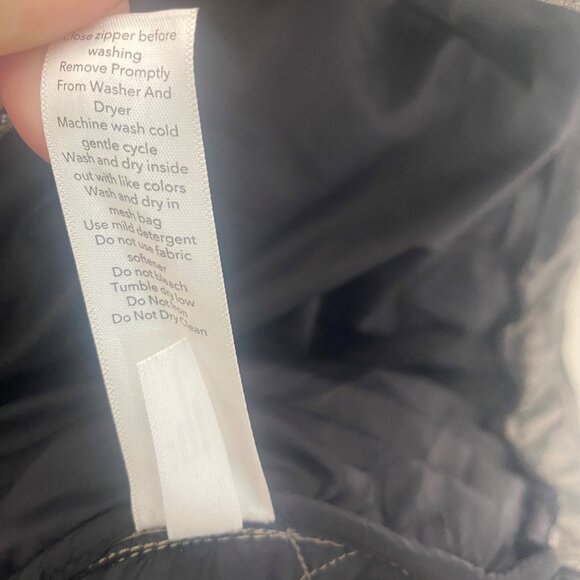 Close zipper before
washing
Remove Promptly
From Washer And
Dryer
Machine wash cold
gentle cycle
Wash and dry inside
out with like colors
Wash and dry in
mesh bag
Use mild detergent
Do not use fabric
softener
Do not bleach
Tumble dry low
Do Not Iron
Do Not Dry Clean